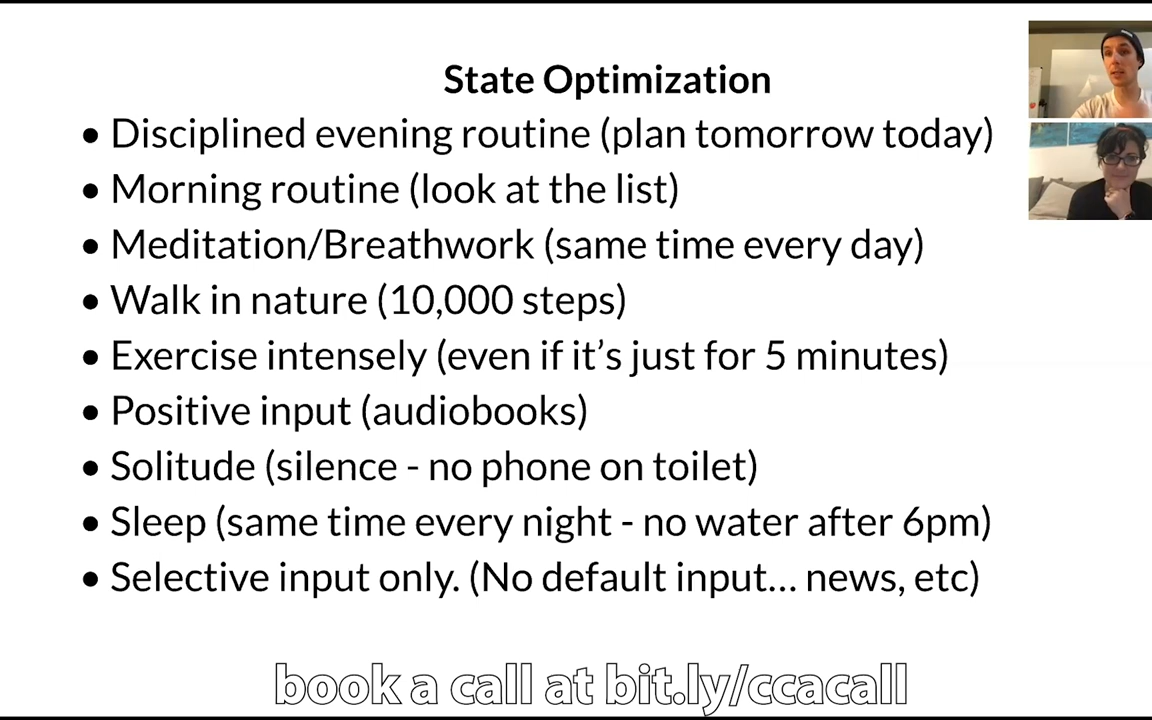 State Optimization
• Disciplined evening routine (plan tomorrow today)
• Morning routine (look at the list)
• Meditation/Breathwork (same time every day)
• Walk in nature (10,000 steps)
• Exercise intensely (even if it’s just for 5 minutes)
• Positive input (audiobooks)
• Solitude (silence - no phone on toilet)
• Sleep (same time every night - no water after 6pm)
• Selective input only. (No default input... news, etc)
book a call at bit.ly/ccacall